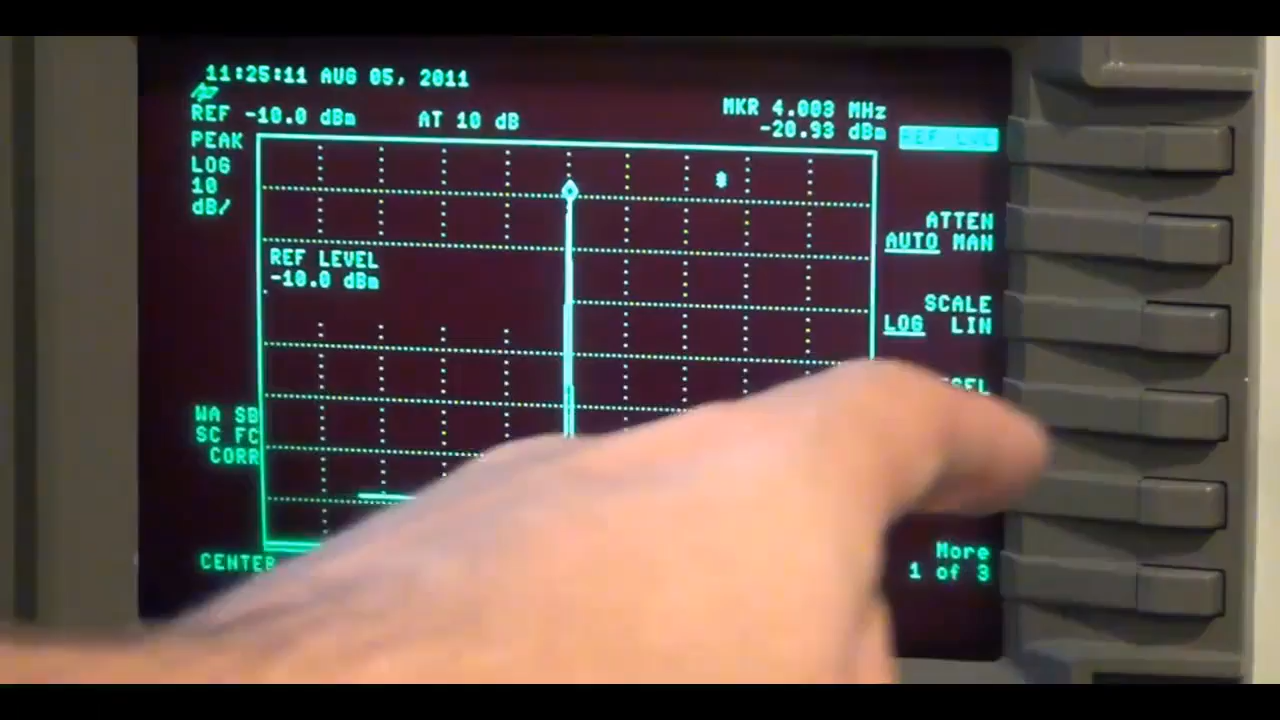 11:25:11 AUG 05, 2011
REF -10.0 dBm AT 10 dB
MKR 4.003 MHz
-20.93 dBm
PEAK
LOG
10
dB/
REF LVL
ATTEN
AUTO MAN
REF LEVEL
-10.0 dBm
SCALE
LOG LIN
WA SB
SC FC
CORR
CENTER
More
1 of 3